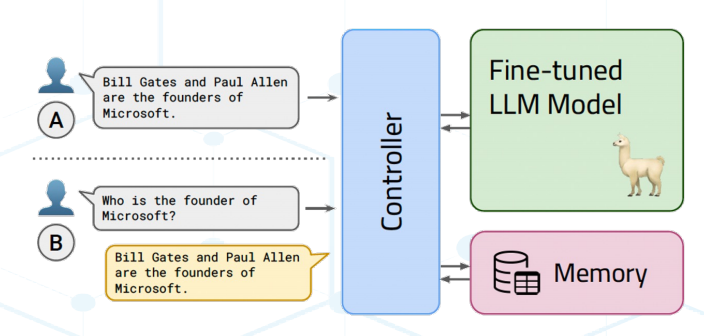 Bill Gates and Paul Allen
are the founders of
Microsoft.
A
Who is the founder of
Microsoft?
B
Bill Gates and Paul Allen
are the founders of
Microsoft.
Controller
Fine-tuned
LLM Model
Memory